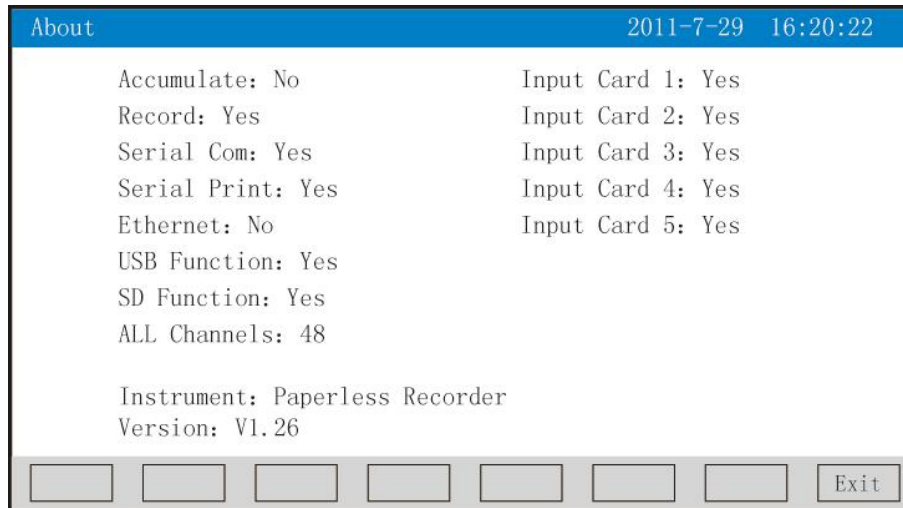 About 2011-7-29 16:20:22
Accumulate: No
Record: Yes
Serial Com: Yes
Serial Print: Yes
Ethernet: No
USB Function: Yes
SD Function: Yes
ALL Channels: 48
Input Card 1: Yes
Input Card 2: Yes
Input Card 3: Yes
Input Card 4: Yes
Input Card 5: Yes
Instrument: Paperless Recorder
Version: V1.26
Exit